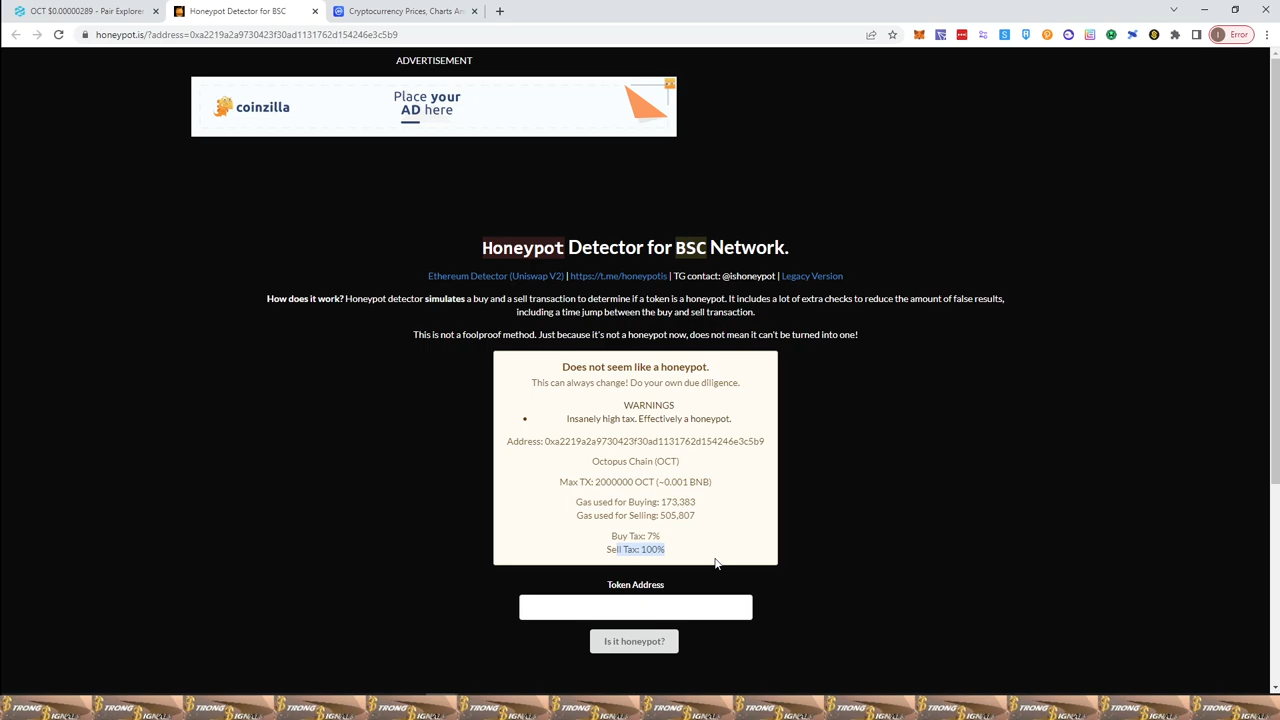 OCT $0.00000289 - Pair Explorer
Honeypot Detector for BSC
Cryptocurrency Prices, Charts An
honeypot.is/?address=0xa2219a2a9730423f30ad1131762d154246e3c5b9
Error
ADVERTISEMENT
coinzilla
Place your
AD here
Honeypot Detector for BSC Network.
Ethereum Detector (Uniswap V2) | https://t.me/honeypotis | TG contact: @ishoneypot | Legacy Version
How does it work? Honeypot detector simulates a buy and a sell transaction to determine if a token is a honeypot. It includes a lot of extra checks to reduce the amount of false results,
including a time jump between the buy and sell transaction.
This is not a foolproof method. Just because it's not a honeypot now, does not mean it can't be turned into one!
Does not seem like a honeypot.
This can always change! Do your own due diligence.
WARNINGS
• Insanely high tax. Effectively a honeypot.
Address: 0xa2219a2a9730423f30ad1131762d154246e3c5b9
Octopus Chain (OCT)
Max TX: 2000000 OCT (~0.001 BNB)
Gas used for Buying: 173,383
Gas used for Selling: 505,807
Buy Tax: 7%
Sell Tax: 100%
Token Address
Is it honeypot?